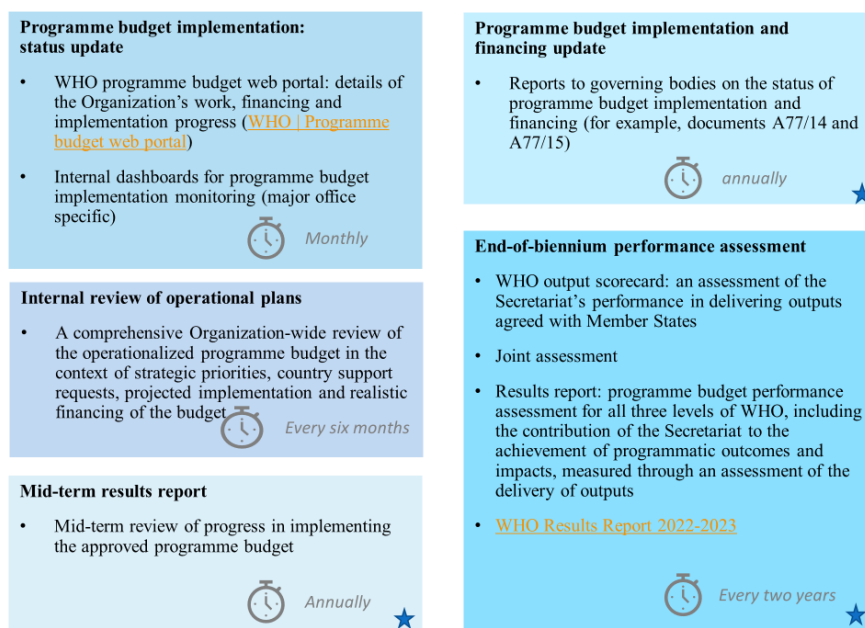 Programme budget implementation:
status update
• WHO programme budget web portal: details of
the Organization's work, financing and
implementation progress (WHO | Programme
budget web portal)
• Internal dashboards for programme budget
implementation monitoring (major office
specific)
Monthly
Internal review of operational plans
• A comprehensive Organization-wide review of
the operationalized programme budget in the
context of strategic priorities, country support
requests, projected implementation and realistic
financing of the budget
Every six months
Mid-term results report
• Mid-term review of progress in implementing
the approved programme budget
Annually
Programme budget implementation and
financing update
• Reports to governing bodies on the status of
programme budget implementation and
financing (for example, documents A77/14 and
A77/15)
annually
End-of-biennium performance assessment
• WHO output scorecard: an assessment of the
Secretariat's performance in delivering outputs
agreed with Member States
• Joint assessment
• Results report: programme budget performance
assessment for all three levels of WHO, including
the contribution of the Secretariat to the
achievement of programmatic outcomes and
impacts, measured through an assessment of the
delivery of outputs
• WHO Results Report 2022-2023
Every two years